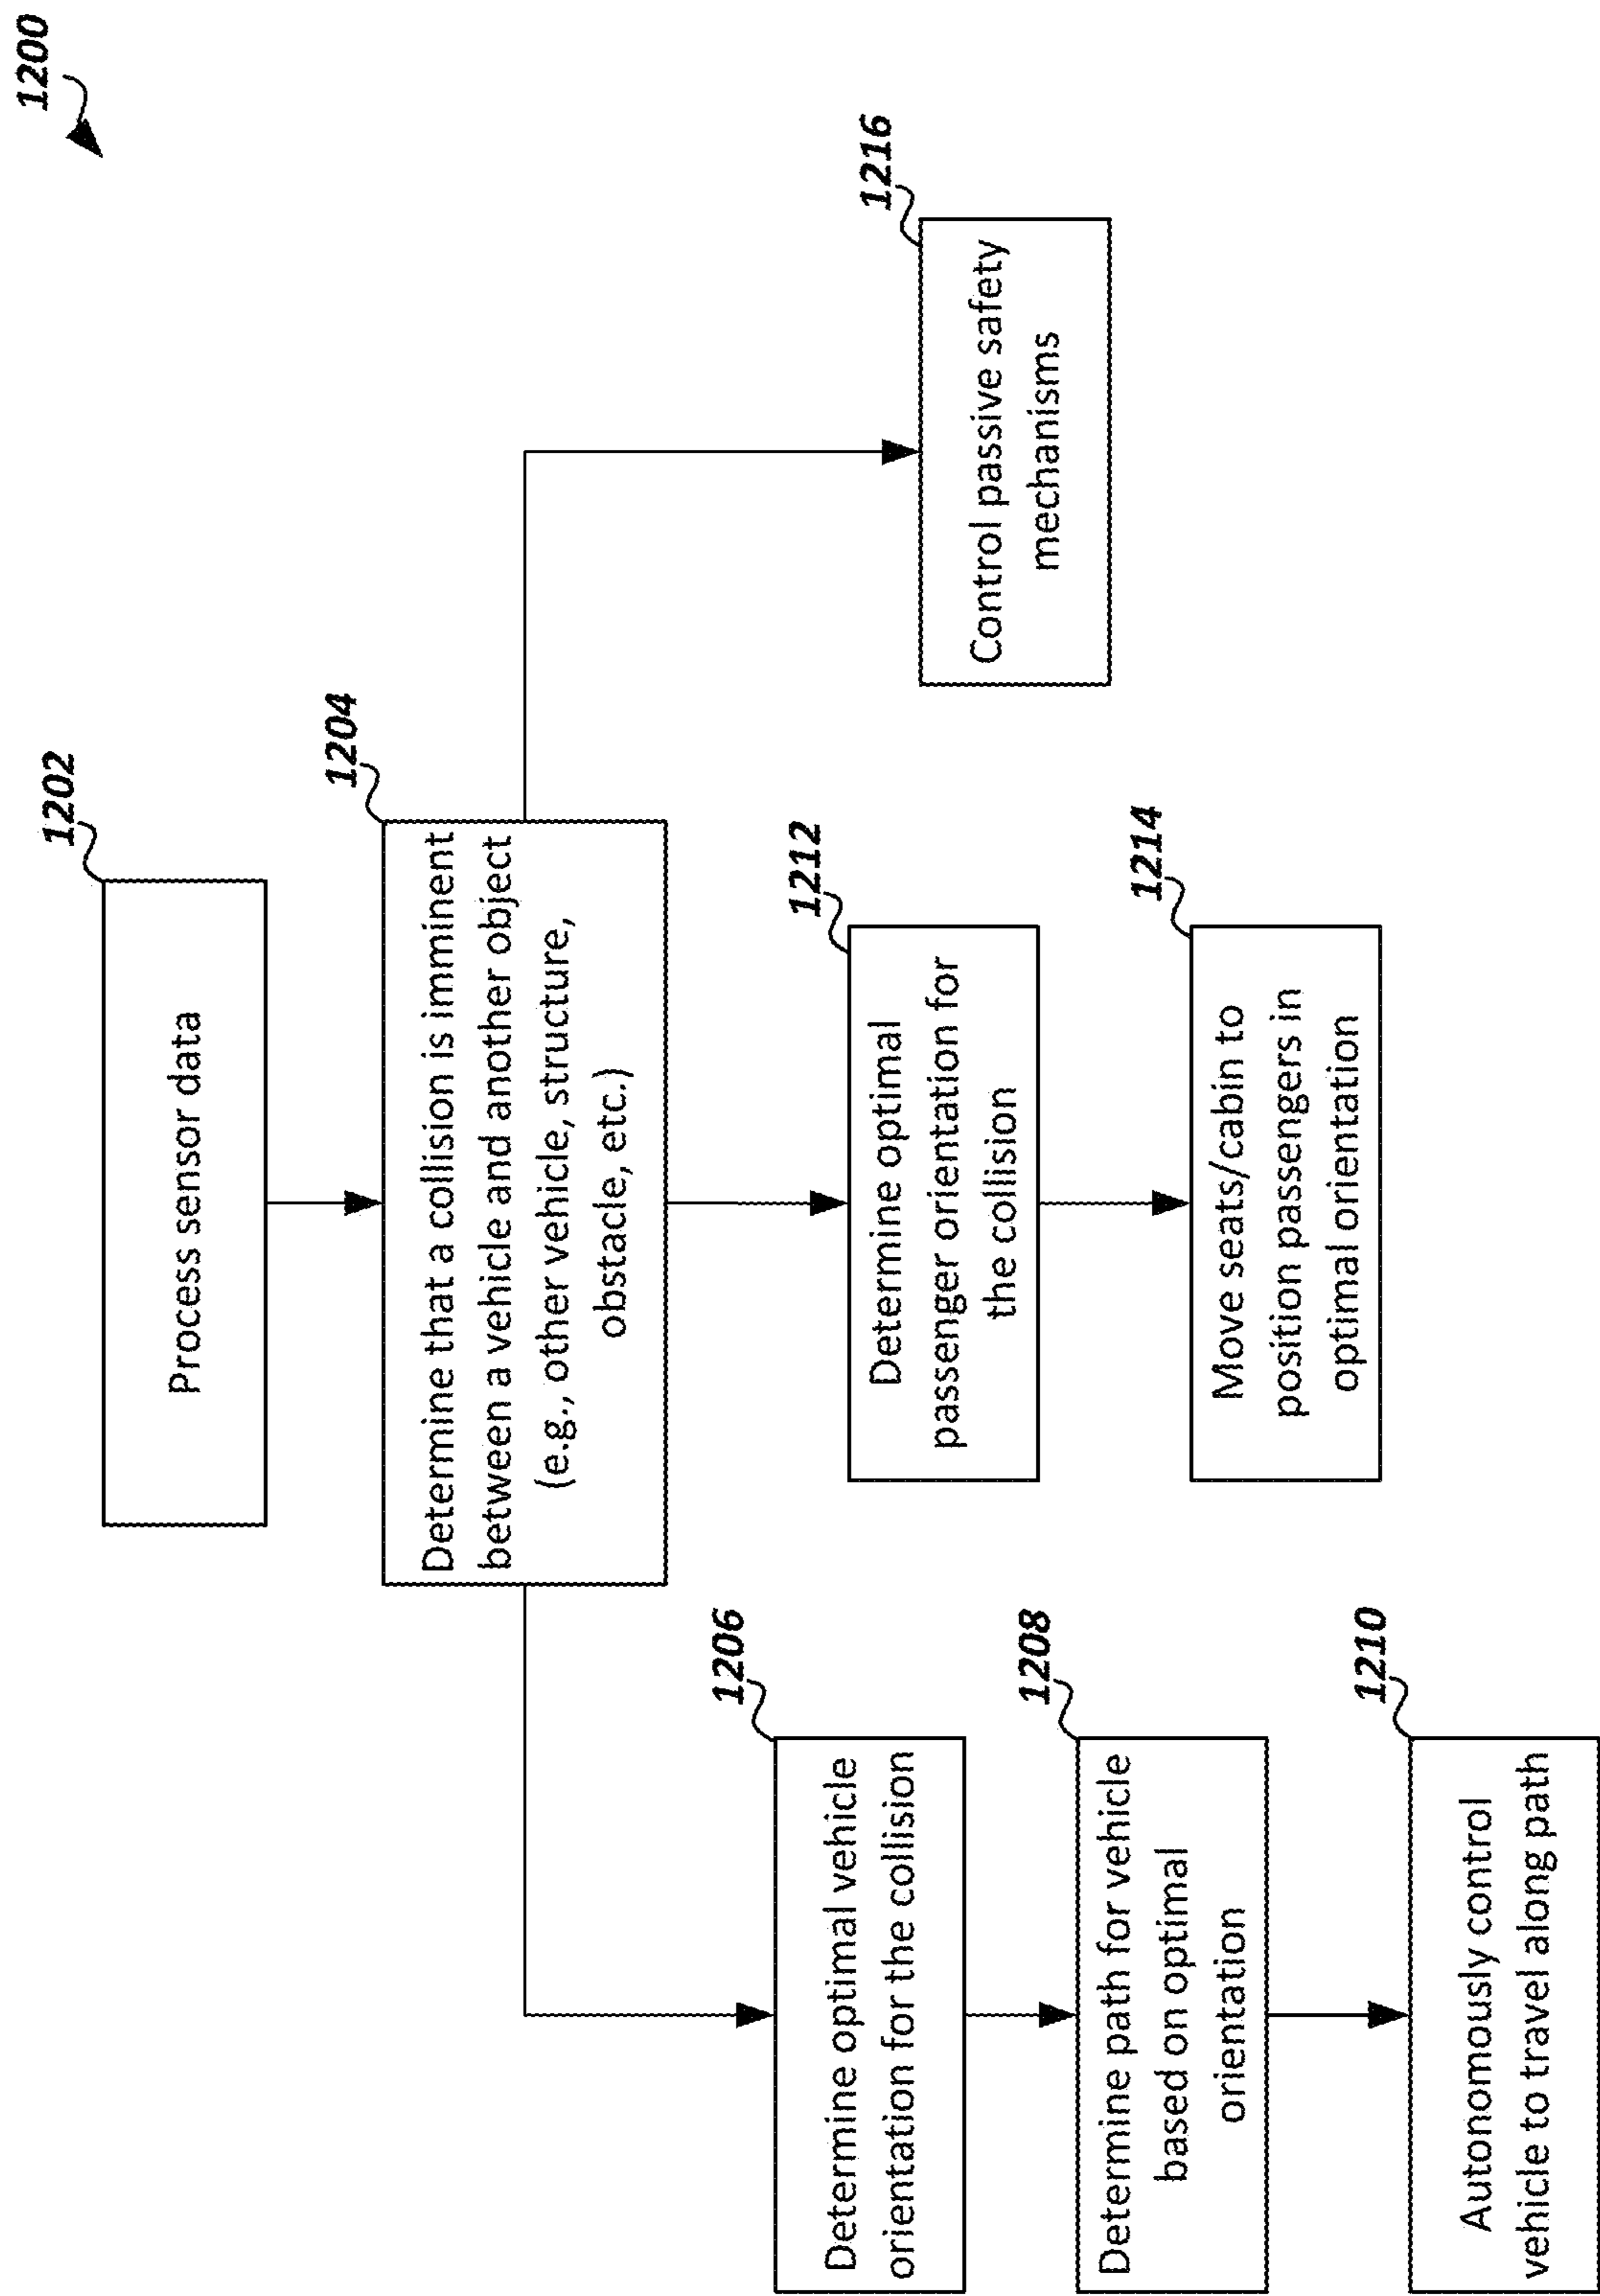 1200
1202
Process sensor data
1204
Determine that a collision is imminent
between a vehicle and another object
(e.g., other vehicle, structure,
obstacle, etc.)
1206
Determine optimal vehicle
orientation for the collision
1208
Determine path for vehicle
based on optimal
orientation
1210
Autonomously control
vehicle to travel along path
1212
Determine optimal
passenger orientation for
the collision
1214
Move seats/cabin to
position passengers in
optimal orientation
1216
Control passive safety
mechanisms